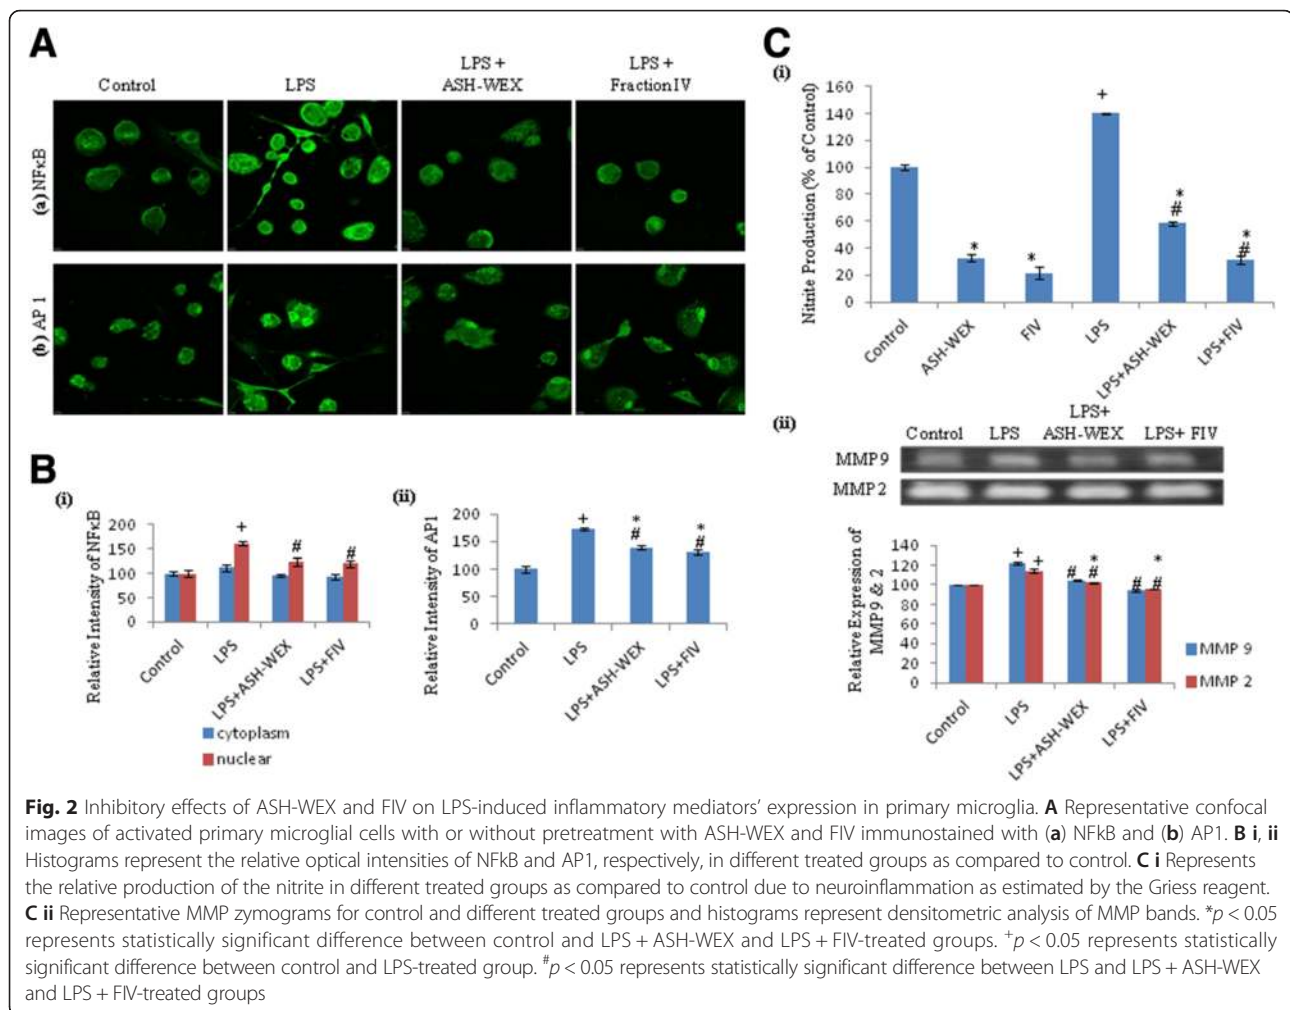 A
Control
LPS
LPS +
ASH-WEX
LPS +
Fraction IV
(a) NFκB
(b) AP 1
B
(i)
Relative Intensity of NFκB
200
150
100
50
0
+
#
#
Control
LPS
LPS+ASH-WEX
LPS+FIV
cytoplasm
nuclear
(ii)
Relative Intensity of AP1
200
150
100
50
0
+
*
#
*
#
Control
LPS
LPS+ASH-WEX
LPS+FIV
C
(i)
Nitrite Production (% of Control)
160
140
120
100
80
60
40
20
0
*
*
+
*
#
*
#
Control
ASH-WEX
FIV
LPS
LPS+ASH-WEX
LPS+FIV
(ii)
Control
LPS
LPS+
ASH-WEX
LPS+ FIV
MMP9
MMP2
Relative Expression of
MMP9 & 2
140
120
100
80
60
40
20
0
+
+
#
*
#
#
*
#
Control
LPS
LPS+ASH-WEX
LPS+FIV
MMP 9
MMP 2
Fig. 2 Inhibitory effects of ASH-WEX and FIV on LPS-induced inflammatory mediators' expression in primary microglia. A Representative confocal
images of activated primary microglial cells with or without pretreatment with ASH-WEX and FIV immunostained with (a) NFkB and (b) AP1. B i, ii
Histograms represent the relative optical intensities of NFkB and AP1, respectively, in different treated groups as compared to control. C i Represents
the relative production of the nitrite in different treated groups as compared to control due to neuroinflammation as estimated by the Griess reagent.
C ii Representative MMP zymograms for control and different treated groups and histograms represent densitometric analysis of MMP bands. *p < 0.05
represents statistically significant difference between control and LPS + ASH-WEX and LPS + FIV-treated groups. +p < 0.05 represents statistically
significant difference between control and LPS-treated group. #p < 0.05 represents statistically significant difference between LPS and LPS + ASH-WEX
and LPS + FIV-treated groups